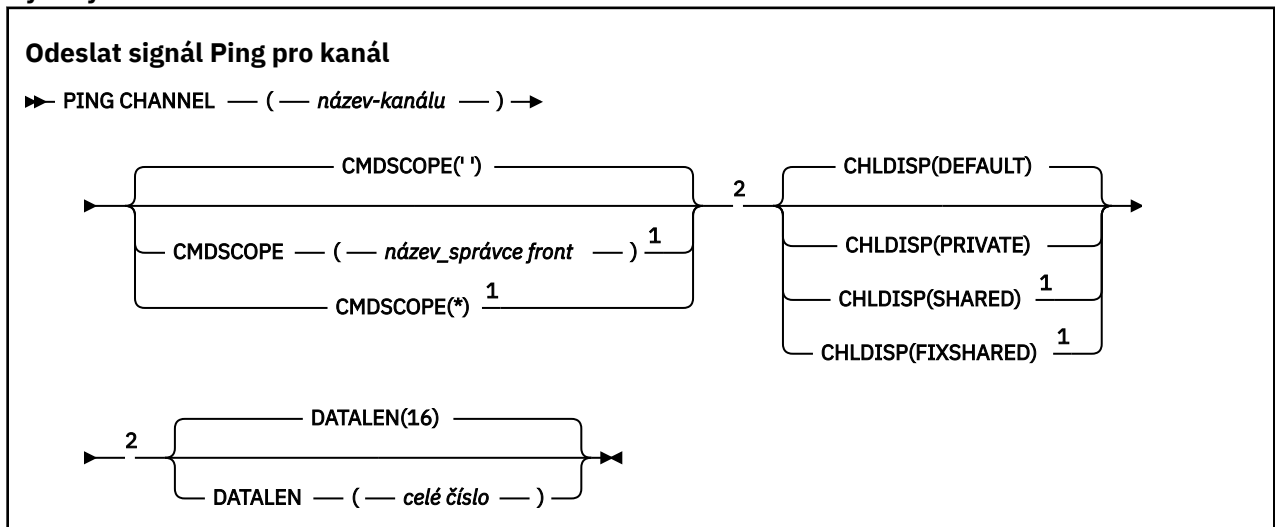 Odeslat signál Ping pro kanál
PING CHANNEL ( název-kanálu )
CMDSCOPE(' ')
CMDSCOPE ( název_správce front ) 1
CMDSCOPE(*) 1
2
CHLDISP(DEFAULT)
CHLDISP(PRIVATE)
CHLDISP(SHARED) 1
CHLDISP(FIXSHARED) 1
2
DATALEN(16)
DATALEN ( celé číslo )